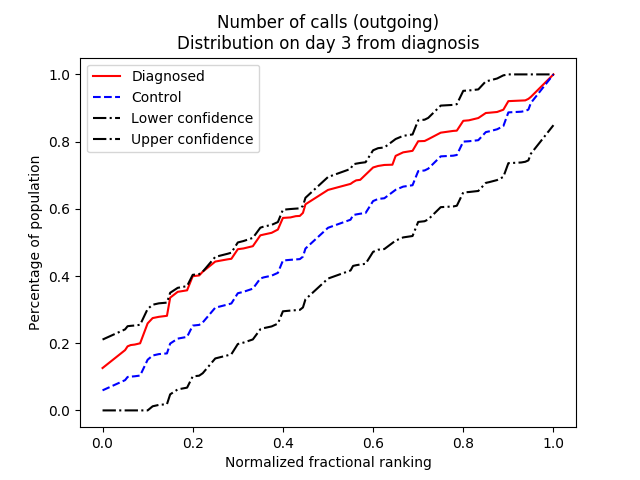 Number of calls (outgoing)
Distribution on day 3 from diagnosis
Diagnosed
Control
Lower confidence
Upper confidence
Percentage of population
1.0
0.8
0.6
0.4
0.2
0.0
0.0 0.2 0.4 0.6 0.8 1.0
Normalized fractional ranking